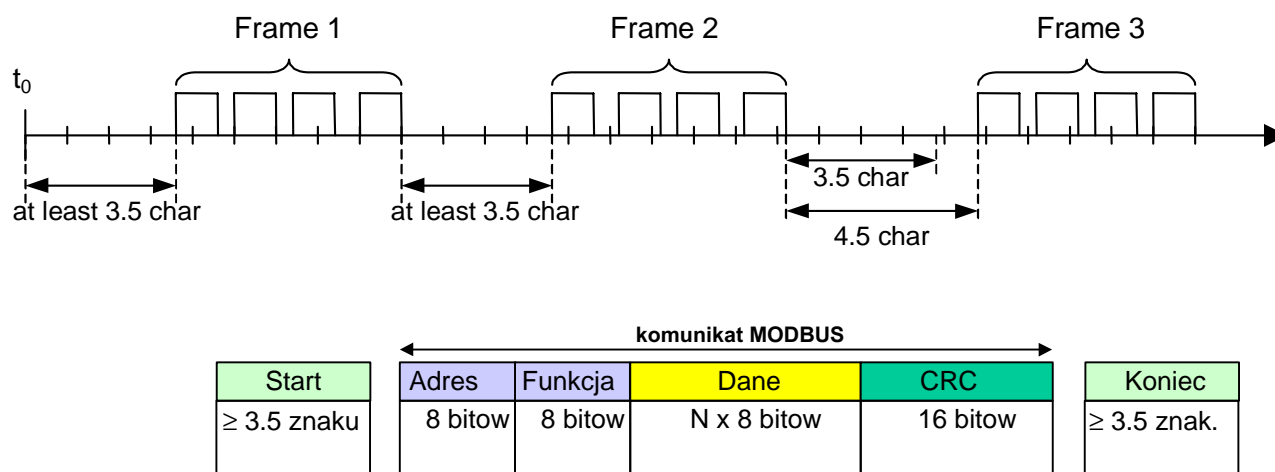 Frame 1 Frame 2 Frame 3
t0
3.5 char
at least 3.5 char at least 3.5 char
4.5 char
komunikat MODBUS
Start Adres Funkcja Dane CRC Koniec
≥ 3.5 znaku 8 bitow 8 bitow N x 8 bitow 16 bitow ≥ 3.5 znak.